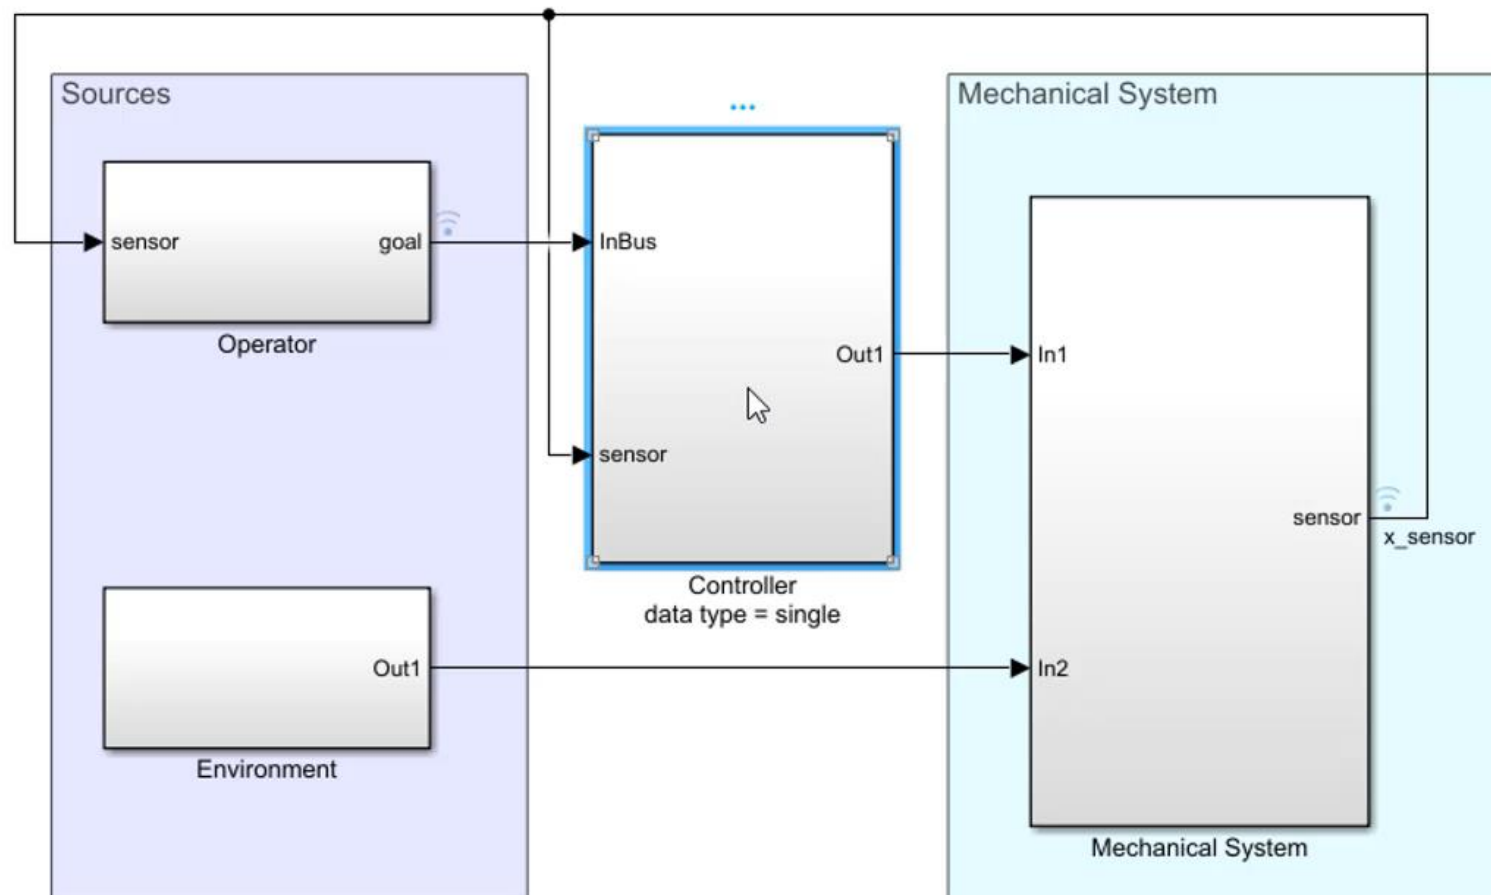 Sources
Mechanical System
sensor
goal
Operator
InBus
Out1
sensor
Controller
data type = single
In1
sensor
x_sensor
In2
Mechanical System
Out1
Environment